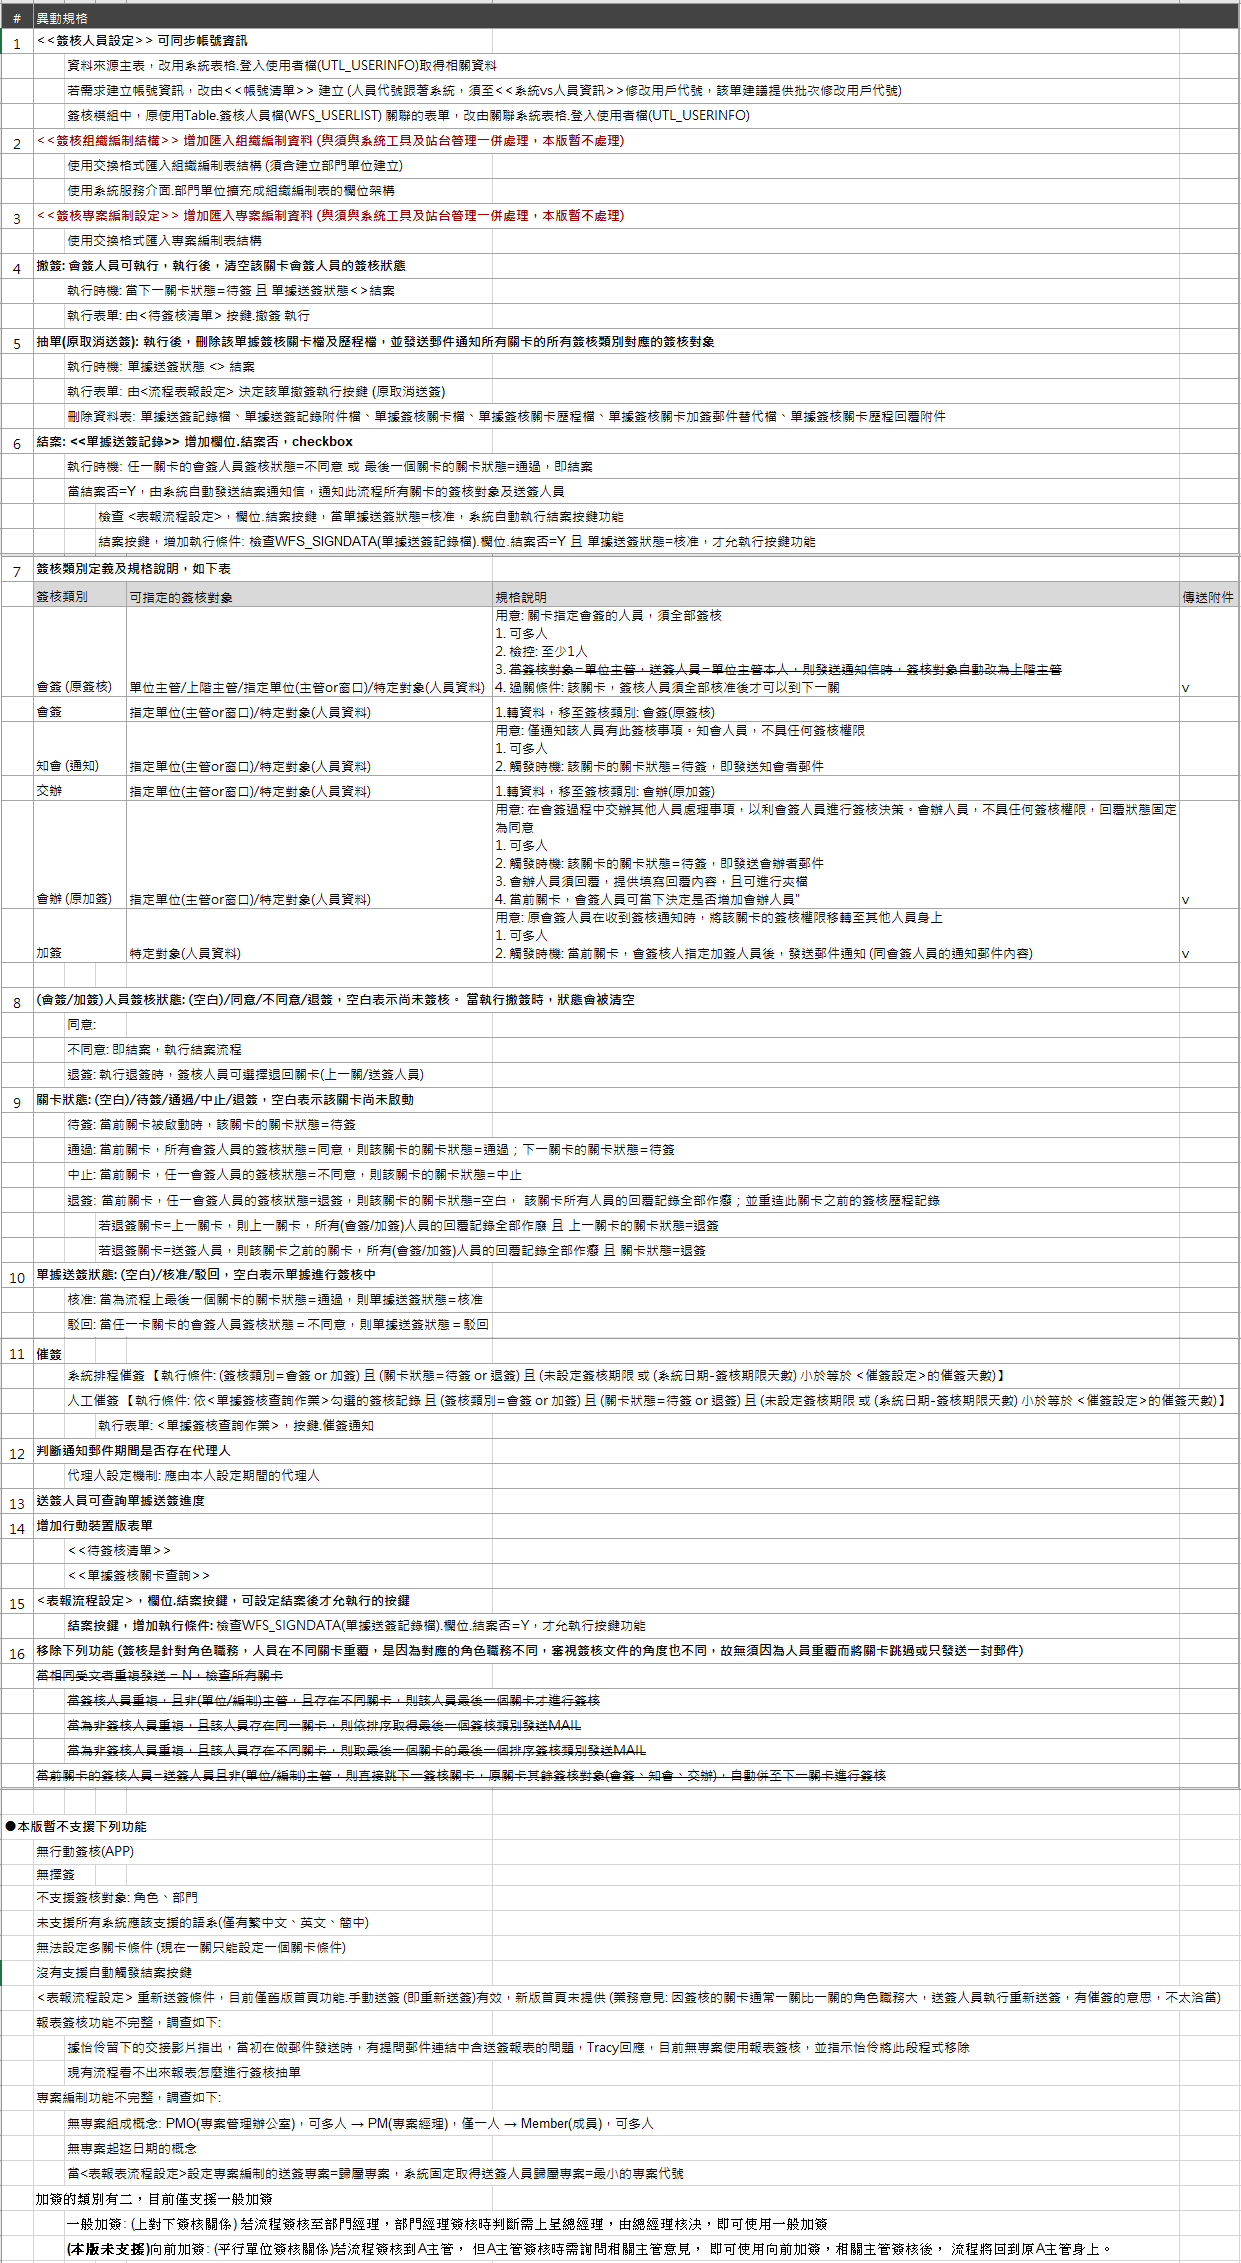 # 異動規格
1 <<簽核人員設定>> 可同步帳號資訊
資料來源主表，改用系統表格.登入使用者檔(UTL_USERINFO)取得相關資料
若需求建立帳號資訊，改由<<帳號清單>> 建立 (人員代號跟著系統，須至<<系統vs人員資訊>>修改用戶代號，該單建議提供批次修改用戶代號)
簽核模組中，原使用Table.簽核人員檔(WFS_USERLIST) 關聯的表單，改由關聯系統表格.登入使用者檔(UTL_USERINFO)
2 <<簽核組織編制結構>> 增加匯入組織編制資料 (與須與系統工具及站台管理一併處理，本版暫不處理)
使用交換格式匯入組織編制表結構 (須含建立部門單位建立)
使用系統服務介面.部門單位擴充成組織編制表的欄位架構
3 <<簽核專案編制設定>> 增加匯入專案編制資料 (與須與系統工具及站台管理一併處理，本版暫不處理)
使用交換格式匯入專案編制表結構
4 撤簽: 會簽人員可執行，執行後，清空該關卡會簽人員的簽核狀態
執行時機: 當下一關卡狀態=待簽 且 單據送簽狀態<>結案
執行表單: 由<待簽核清單> 按鍵.撤簽 執行
5 抽單(原取消送簽): 執行後，刪除該單據簽核關卡檔及歷程檔，並發送郵件通知所有關卡的所有簽核類別對應的簽核對象
執行時機: 單據送簽狀態 <> 結案
執行表單: 由<流程表報設定> 決定該單撤簽執行按鍵 (原取消送簽)
刪除資料表: 單據送簽記錄檔、單據送簽記錄附件檔、單據簽核關卡檔、單據簽核關卡歷程檔、單據簽核關卡加簽郵件替代檔、單據簽核關卡歷程回覆附件
6 結案: <<單據送簽記錄>> 增加欄位.結案否，checkbox
執行時機: 任一關卡的會簽人員簽核狀態=不同意 或 最後一個關卡的關卡狀態=通過，即結案
當結案否=Y，由系統自動發送結案通知信，通知此流程所有關卡的簽核對象及送簽人員
檢查 <表報流程設定>，欄位.結案按鍵，當單據送簽狀態=核准，系統自動執行結案按鍵功能
結案按鍵，增加執行條件: 檢查WFS_SIGNDATA(單據送簽記錄檔).欄位.結案否=Y 且 單據送簽狀態=核准，才允執行按鍵功能
7 簽核類別定義及規格說明，如下表
簽核類別 可指定的簽核對象 規格說明 傳送附件
用意: 關卡指定會簽的人員，須全部簽核
1. 可多人
2. 檢控: 至少1人
3. 當簽核對象=單位主管，送簽人員=單位主管本人，則發送通知信時，簽核對象自動改為上階主管
會簽 (原簽核) 單位主管/上階主管/指定單位(主管or窗口)/特定對象(人員資料) 4. 過關條件: 該關卡，簽核人員須全部核准後才可以到下一關 v
會簽 指定單位(主管or窗口)/特定對象(人員資料) 1.轉資料，移至簽核類別: 會簽(原簽核)
用意: 僅通知該人員有此簽核事項。知會人員，不具任何簽核權限
1. 可多人
知會 (通知) 指定單位(主管or窗口)/特定對象(人員資料) 2. 觸發時機: 該關卡的關卡狀態=待簽，即發送知會者郵件
交辦 指定單位(主管or窗口)/特定對象(人員資料) 1.轉資料，移至簽核類別: 會辦(原加簽)
用意: 在會簽過程中交辦其他人員處理事項，以利會簽人員進行簽核決策。會辦人員，不具任何簽核權限，回覆狀態固定
為同意
1. 可多人
2. 觸發時機: 該關卡的關卡狀態=待簽，即發送會辦者郵件
3. 會辦人員須回覆，提供填寫回覆內容，且可進行夾檔
會辦 (原加簽) 指定單位(主管or窗口)/特定對象(人員資料) 4. 當前關卡，會簽人員可當下決定是否增加會辦人員" v
用意: 原會簽人員在收到簽核通知時，將該關卡的簽核權限移轉至其他人員身上
1. 可多人
加簽 特定對象(人員資料) 2. 觸發時機: 當前關卡，會簽核人指定加簽人員後，發送郵件通知 (同會簽人員的通知郵件內容) v
8 (會簽/加簽)人員簽核狀態: (空白)/同意/不同意/退簽，空白表示尚未簽核。 當執行撤簽時，狀態會被清空
同意:
不同意: 即結案，執行結案流程
退簽: 執行退簽時，簽核人員可選擇退回關卡(上一關/送簽人員)
9 關卡狀態: (空白)/待簽/通過/中止/退簽，空白表示該關卡尚未啟動
待簽: 當前關卡被啟動時，該關卡的關卡狀態=待簽
通過: 當前關卡，所有會簽人員的簽核狀態=同意，則該關卡的關卡狀態=通過；下一關卡的關卡狀態=待簽
中止: 當前關卡，任一會簽人員的簽核狀態=不同意，則該關卡的關卡狀態=中止
退簽: 當前關卡，任一會簽人員的簽核狀態=退簽，則該關卡的關卡狀態=空白， 該關卡所有人員的回覆記錄全部作廢；並重造此關卡之前的簽核歷程記錄
若退簽關卡=上一關卡，則上一關卡，所有(會簽/加簽)人員的回覆記錄全部作廢 且 上一關卡的關卡狀態=退簽
若退簽關卡=送簽人員，則該關卡之前的關卡，所有(會簽/加簽)人員的回覆記錄全部作廢 且 關卡狀態=退簽
10 單據送簽狀態: (空白)/核准/駁回，空白表示單據進行簽核中
核准: 當為流程上最後一個關卡的關卡狀態=通過，則單據送簽狀態=核准
駁回: 當任一卡關卡的會簽人員簽核狀態=不同意，則單據送簽狀態=駁回
11 催簽
系統排程催簽【執行條件: (簽核類別=會簽 or 加簽) 且 (關卡狀態=待簽 or 退簽) 且 (未設定簽核期限 或 (系統日期-簽核期限天數) 小於等於 <催簽設定>的催簽天數)】
人工催簽【執行條件: 依<單據簽核查詢作業>勾選的簽核記錄 且 (簽核類別=會簽 or 加簽) 且 (關卡狀態=待簽 or 退簽) 且 (未設定簽核期限 或 (系統日期-簽核期限天數) 小於等於 <催簽設定>的催簽天數)】
執行表單: <單據簽核查詢作業>，按鍵.催簽通知
12 判斷通知郵件期間是否存在代理人
代理人設定機制: 應由本人設定期間的代理人
13 送簽人員可查詢單據送簽進度
14 增加行動裝置版表單
<<待簽核清單>>
<<單據簽核關卡查詢>>
15 <表報流程設定>，欄位.結案按鍵，可設定結案後才允執行的按鍵
結案按鍵，增加執行條件: 檢查WFS_SIGNDATA(單據送簽記錄檔).欄位.結案否=Y，才允執行按鍵功能
16 移除下列功能 (簽核是針對角色職務，人員在不同關卡重覆，是因為對應的角色職務不同，審視簽核文件的角度也不同，故無須因為人員重覆而將關卡跳過或只發送一封郵件)
當相同受文者重複發送 = N，檢查所有關卡
當簽核人員重複，且非(單位/編制)主管，且存在不同關卡，則該人員最後一個關卡才進行簽核
當為非簽核人員重複，且該人員存在同一關卡，則依排序取得最後一個簽核類別發送MAIL
當為非簽核人員重複，且該人員存在不同關卡，則取最後一個關卡的最後一個排序簽核類別發送MAIL
當前關卡的簽核人員=送簽人員且非(單位/編制)主管，則直接跳下一簽核關卡，原關卡其餘簽核對象(會簽、知會、交辦)，自動併至下一關卡進行簽核
●本版暫不支援下列功能
無行動簽核(APP)
無擇簽
不支援簽核對象: 角色、部門
未支援所有系統應該支援的語系(僅有繁中文、英文、簡中)
無法設定多關卡條件 (現在一關只能設定一個關卡條件)
沒有支援自動觸發結案按鍵
<表報流程設定> 重新送簽條件，目前僅舊版首頁功能.手動送簽 (即重新送簽)有效，新版首頁未提供 (業務意見: 因簽核的關卡通常一關比一關的角色職務大，送簽人員執行重新送簽，有催簽的意思，不太洽當)
報表簽核功能不完整，調查如下:
據怡伶留下的交接影片指出，當初在做郵件發送時，有提問郵件連結中含送簽報表的問題，Tracy回應，目前無專案使用報表簽核，並指示怡伶將此段程式移除
現有流程看不出來報表怎麼進行簽核抽單
專案編制功能不完整，調查如下:
無專案組成概念: PMO(專案管理辦公室)，可多人 → PM(專案經理)，僅一人 → Member(成員)，可多人
無專案起迄日期的概念
當<表報表流程設定>設定專案編制的送簽專案=歸屬專案，系統固定取得送簽人員歸屬專案=最小的專案代號
加簽的類別有二，目前僅支援一般加簽
一般加簽: (上對下簽核關係) 若流程簽核至部門經理，部門經理簽核時判斷需上呈總經理，由總經理核決，即可使用一般加簽
(本版未支援)向前加簽: (平行單位簽核關係)若流程簽核到A主管， 但A主管簽核時需詢問相關主管意見， 即可使用向前加簽，相關主管簽核後， 流程將回到原A主管身上。